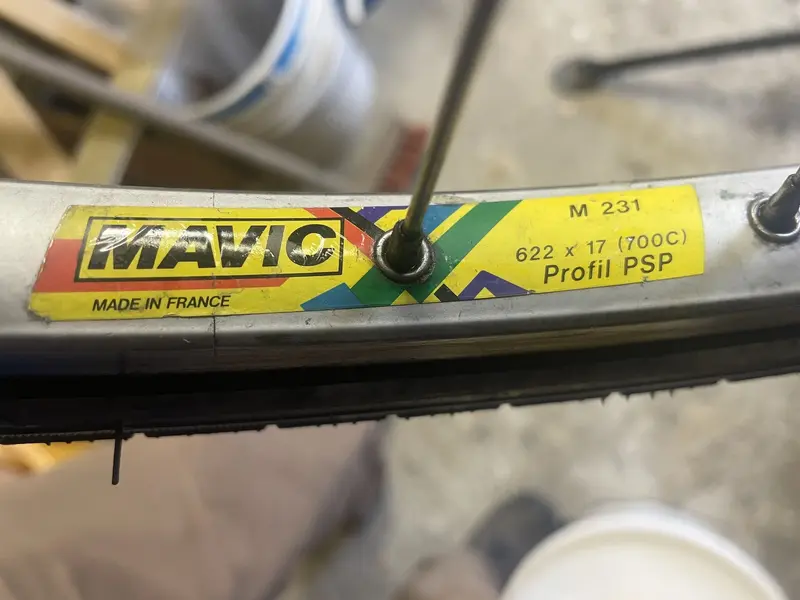 MAVIC
MADE IN FRANCE
M 231
622 x 17 (700C)
Profil PSP